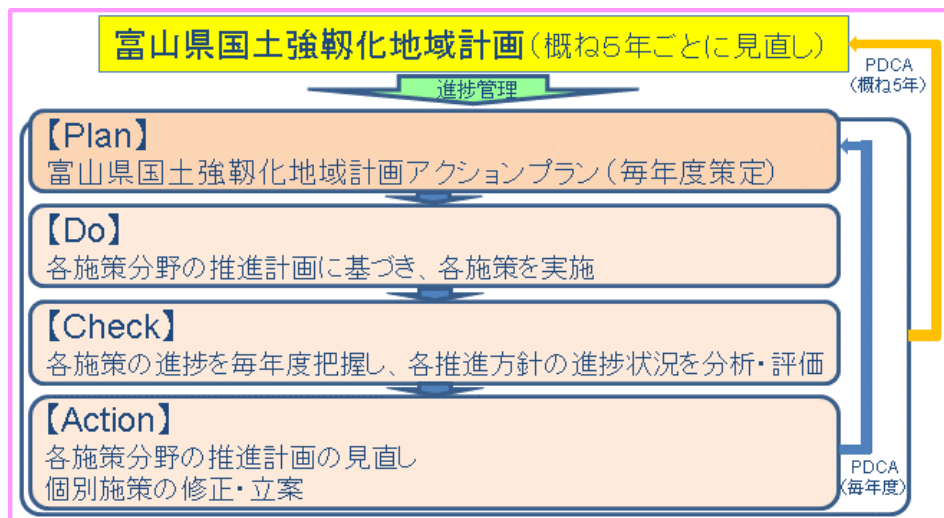 富山県国土強靱化地域計画(概ね5年ごとに見直し)
PDCA
(概ね5年)
進捗管理
【Plan】
富山県国土強靱化地域計画アクションプラン(毎年度策定)
【Do】
各施策分野の推進計画に基づき、各施策を実施
【Check】
各施策の進捗を毎年度把握し、各推進方針の進捗状況を分析・評価
【Action】
各施策分野の推進計画の見直し
個別施策の修正・立案
PDCA
(毎年度)